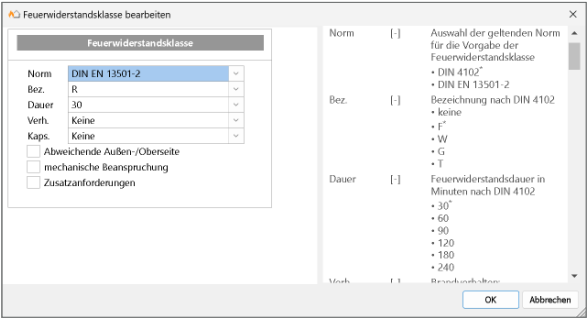 Feuerwiderstandsklasse bearbeiten
Feuerwiderstandsklasse
Norm DIN EN 13501-2
Bez. R
Dauer 30
Verh. Keine
Kaps. Keine
Abweichende Außen-/Oberseite
mechanische Beanspruchung
Zusatzanforderungen
Norm [-] Auswahl der geltenden Norm
für die Vorgabe der
Feuerwiderstandsklasse
• DIN 4102*
• DIN EN 13501-2
Bez. [-] Bezeichnung nach DIN 4102
• keine
• F*
• W
• G
• T
Dauer [-] Feuerwiderstandsdauer in
Minuten nach DIN 4102
• 30*
• 60
• 90
• 120
• 180
• 240
Verh. [-] Brandverhalten:
OK Abbrechen